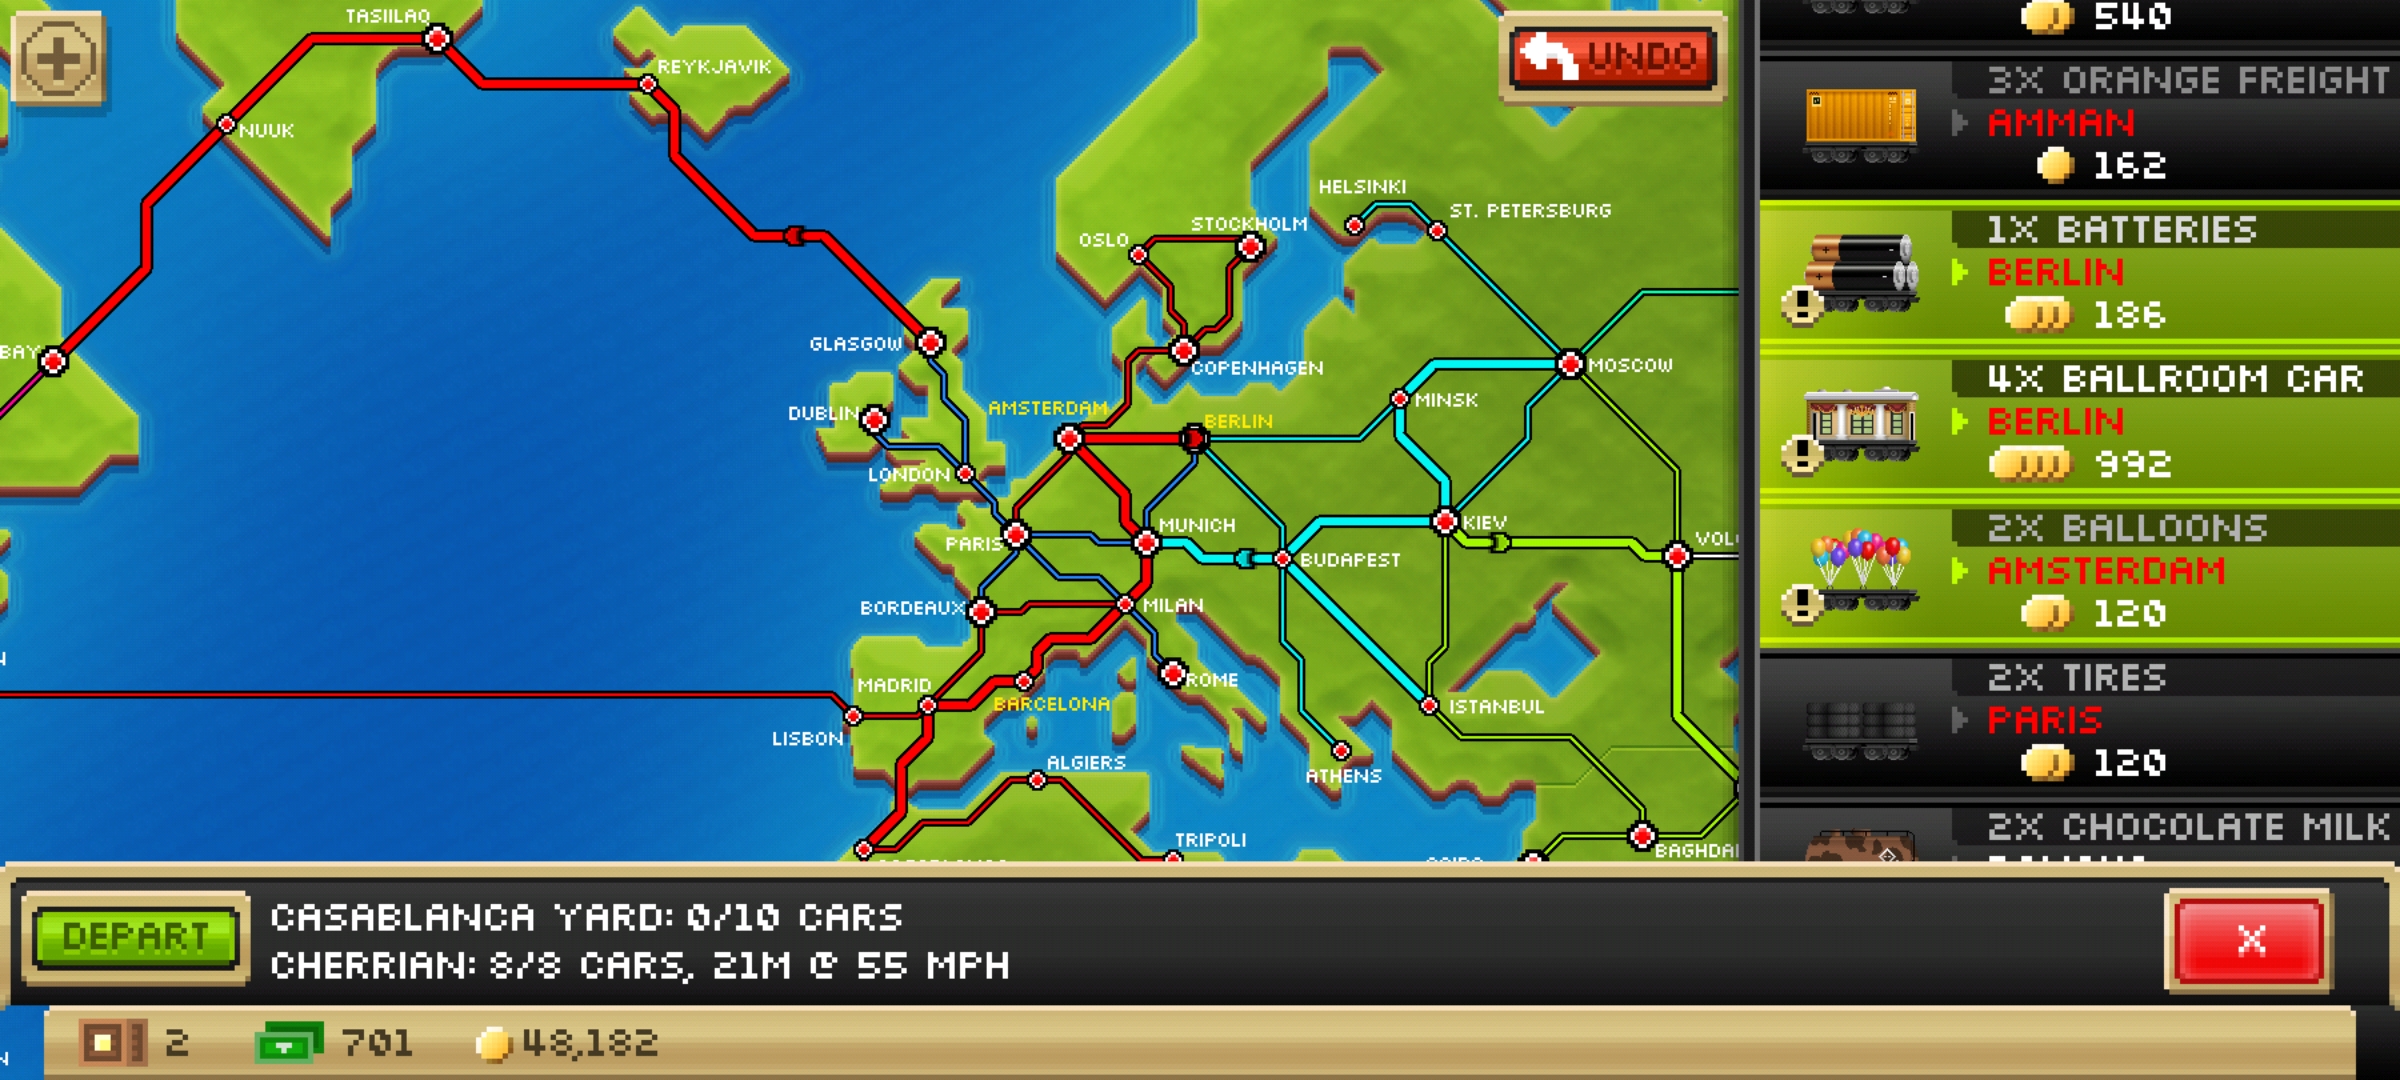 TASIILAQ
REYKJAVIK
NUUK
UNDO
HELSINKI
ST. PETERSBURG
STOCKHOLM
OSLO
GLASGOW
BAY
COPENHAGEN
MOSCOW
DUBLIN
AMSTERDAM
BERLIN
MINSK
LONDON
MUNICH
KIEV
PARIS
BUDAPEST
BORDEAUX
MILAN
MADRID
ROME
BARCELONA
ISTANBUL
LISBON
ALGIERS
ATHENS
TRIPOLI
BAGHDA
540
3X ORANGE FREIGHT
AMMAN
162
1X BATTERIES
BERLIN
186
4X BALLROOM CAR
BERLIN
992
2X BALLOONS
AMSTERDAM
120
2X TIRES
PARIS
120
2X CHOCOLATE MILK
DEPART
CASABLANCA YARD: 0/10 CARS
CHERRIAN: 8/8 CARS, 21M @ 55 MPH
X
2
701
48,182